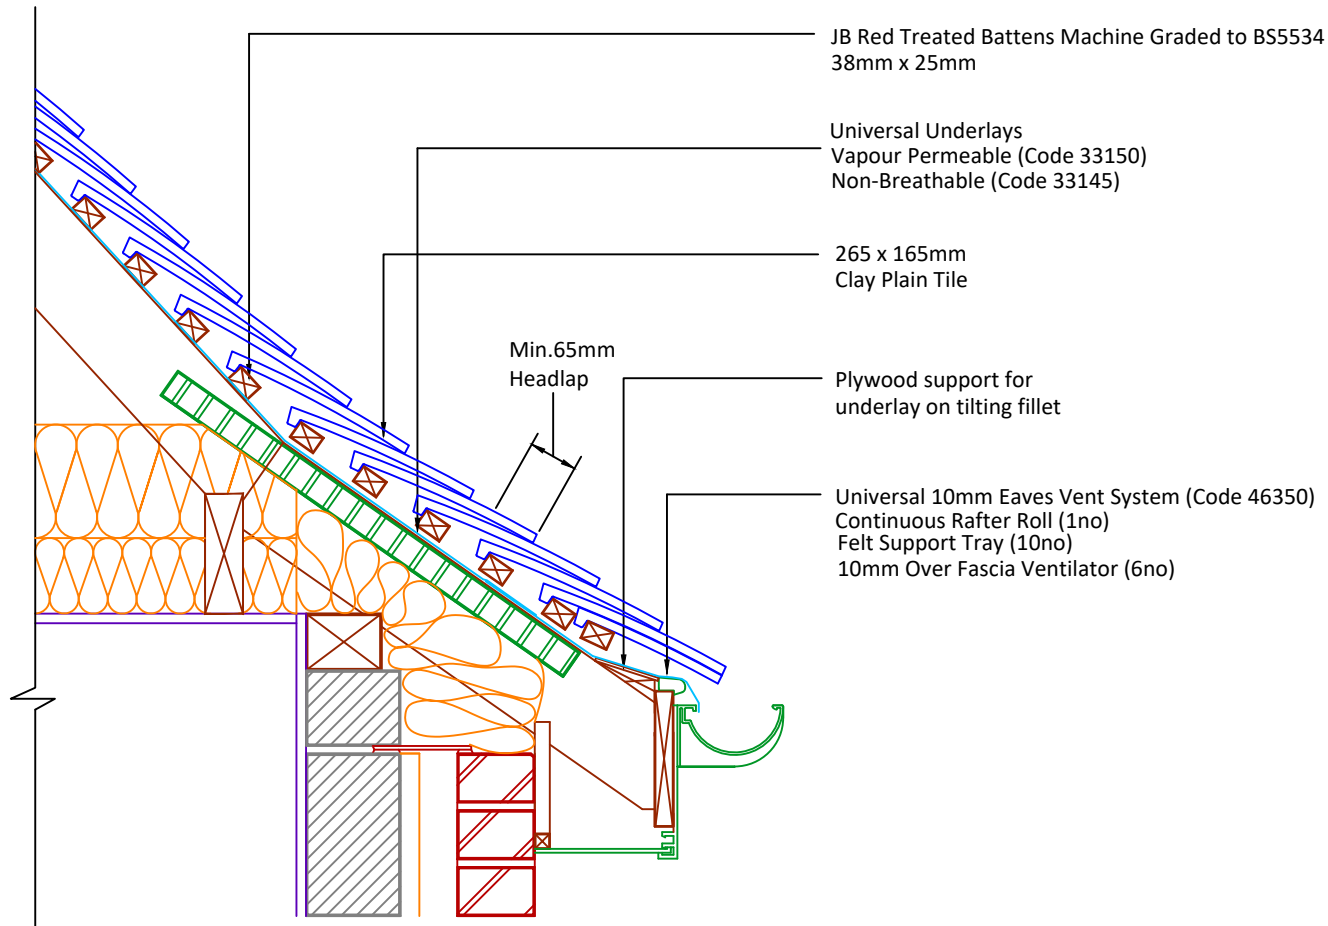 JB Red Treated Battens Machine Graded to BS5534
38mm x 25mm
Universal Underlays
Vapour Permeable (Code 33150)
Non-Breathable (Code 33145)
265 x 165mm
Clay Plain Tile
Min.65mm
Headlap
Plywood support for
underlay on tilting fillet
Universal 10mm Eaves Vent System (Code 46350)
Continuous Rafter Roll (1no)
Felt Support Tray (10no)
10mm Over Fascia Ventilator (6no)